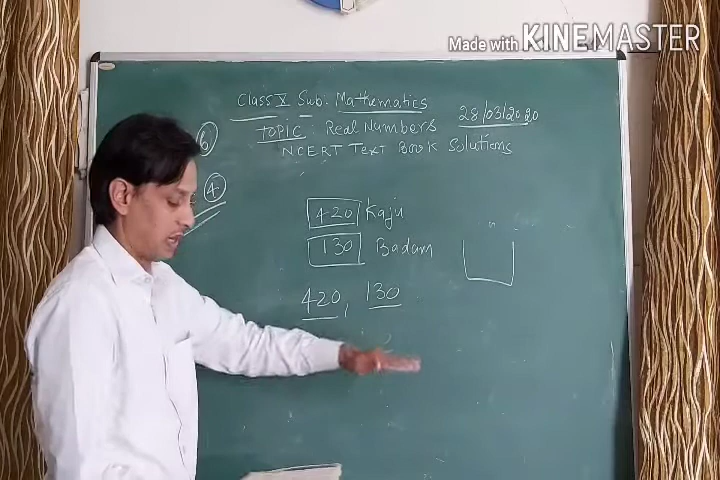 Made with KINEMASTER
Class X Sub. Mathematics
28/03/2020
Topic : Real Numbers
NCERT Text Book Solutions
6
4
420 Kaju
130 Badam
420, 130